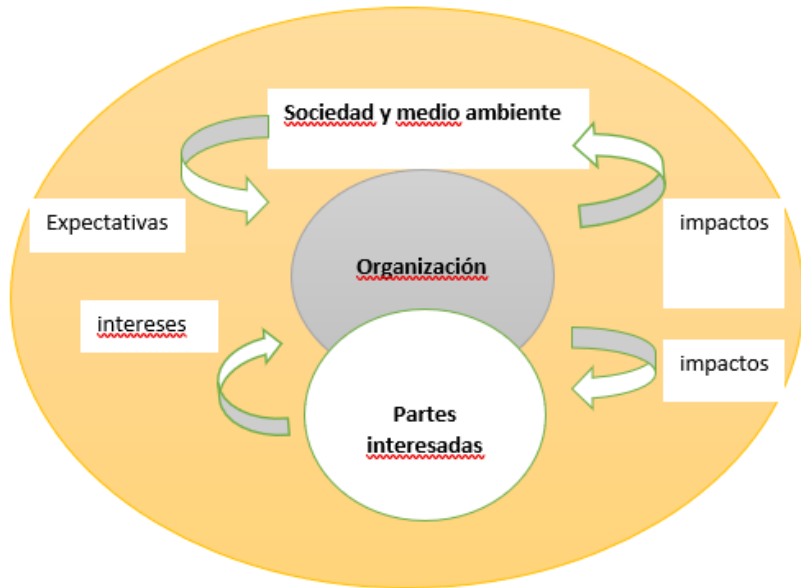 Sociedad y medio ambiente
Expectativas
impactos
Organización
intereses
impactos
Partes
interesadas